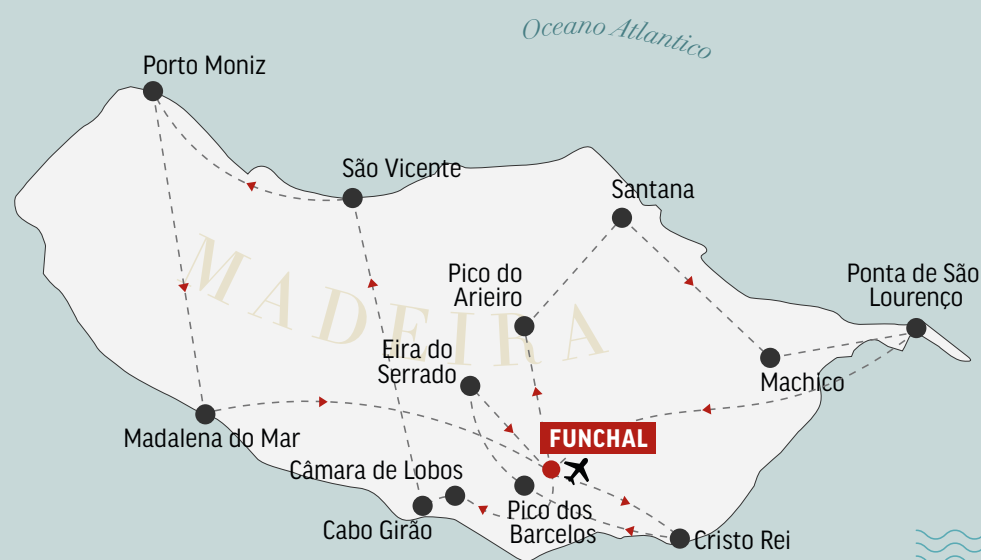 Oceano Atlantico
Porto Moniz
São Vicente
Santana
MADEIRA
Pico do
Arieiro
Ponta de São
Lourenço
Eira do
Serrado
Machico
Madalena do Mar
FUNCHAL
Câmara de Lobos
Pico dos
Barcelos
Cabo Girão
Cristo Rei